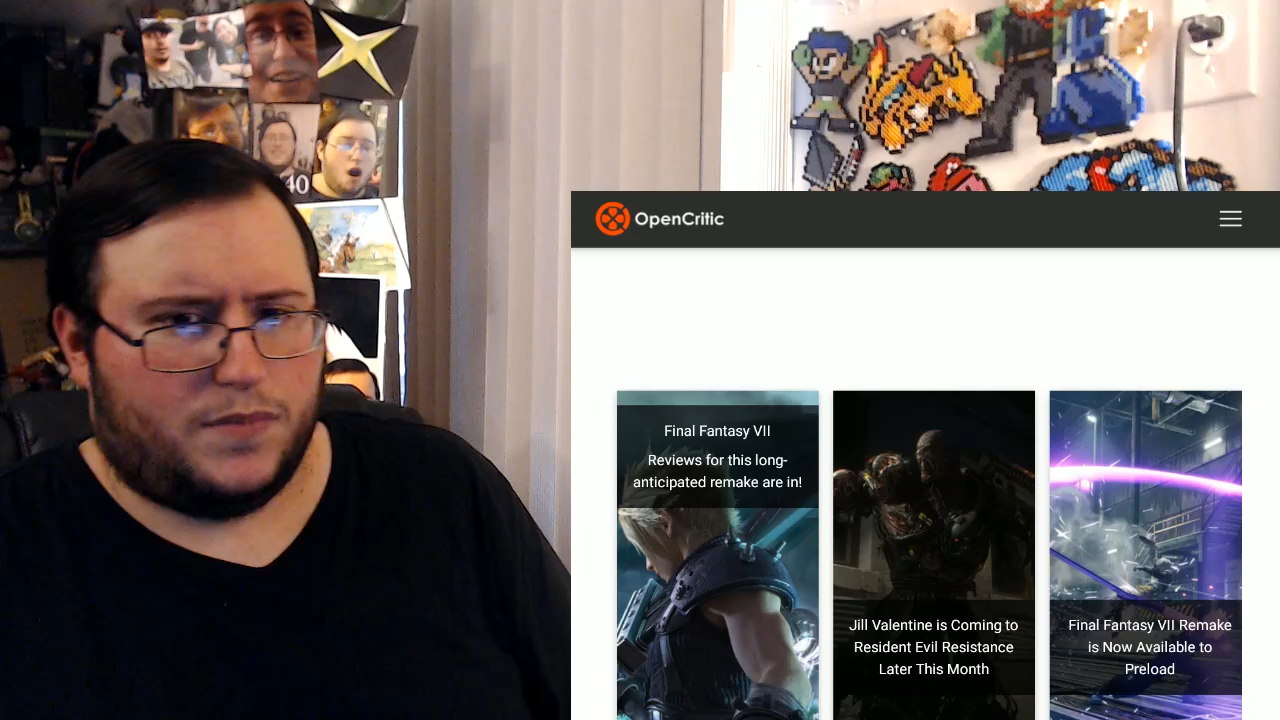 40
OpenCritic
Final Fantasy VII
Reviews for this long-
anticipated remake are in!
Jill Valentine is Coming to
Resident Evil Resistance
Later This Month
Final Fantasy VII Remake
is Now Available to
Preload